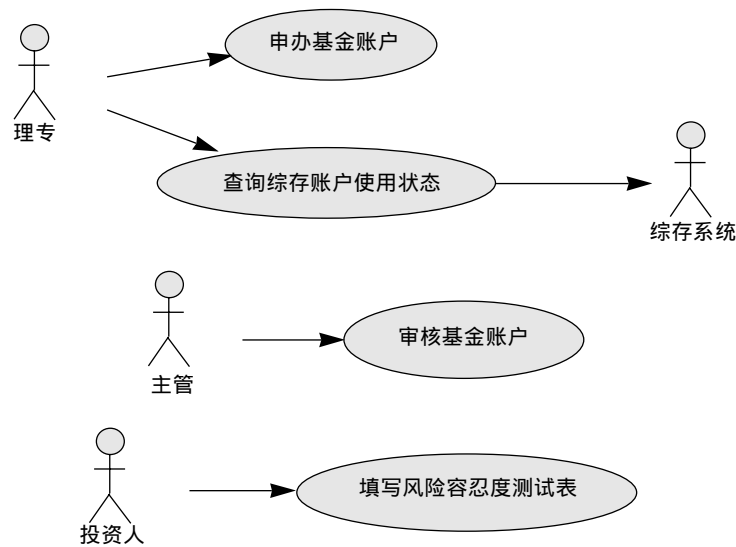 申办基金账户
理专
查询综存账户使用状态
综存系统
审核基金账户
主管
填写风险容忍度测试表
投资人